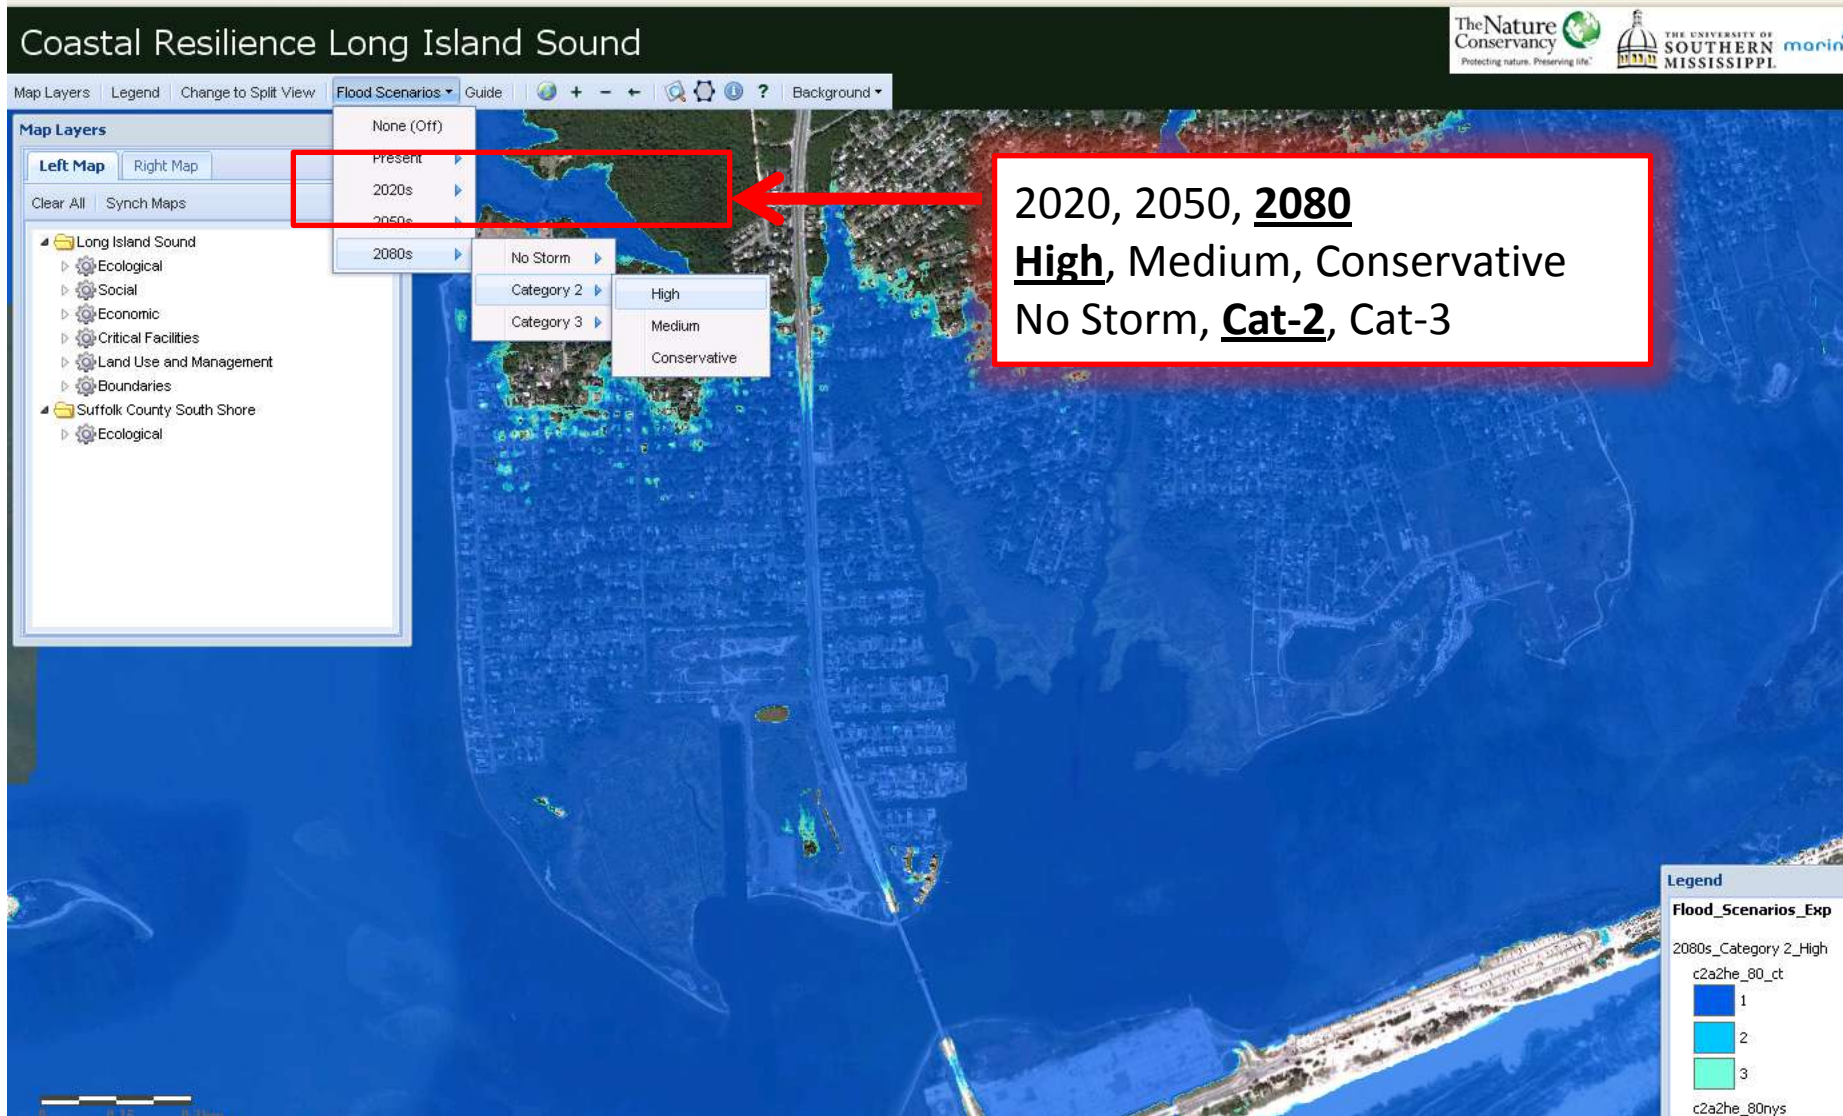 Coastal Resilience Long Island Sound
The Nature
Conservancy
Protecting nature. Preserving life.
THE UNIVERSITY OF
SOUTHERN
MISSISSIPPI
Map Layers Legend Change to Split View Flood Scenarios Guide + - ? Background
Map Layers
Left Map Right Map
Clear All Synch Maps
Long Island Sound
Ecological
Social
Economic
Critical Facilities
Land Use and Management
Boundaries
Suffolk County South Shore
Ecological
None (Off)
Present
2020s
2050s
2080s
No Storm
Category 2
Category 3
High
Medium
Conservative
2020, 2050, 2080
High, Medium, Conservative
No Storm, Cat-2, Cat-3
Legend
Flood_Scenarios_Exp
2080s_Category 2_High
c2a2he_80_ct
1
2
3
c2a2he_80nys